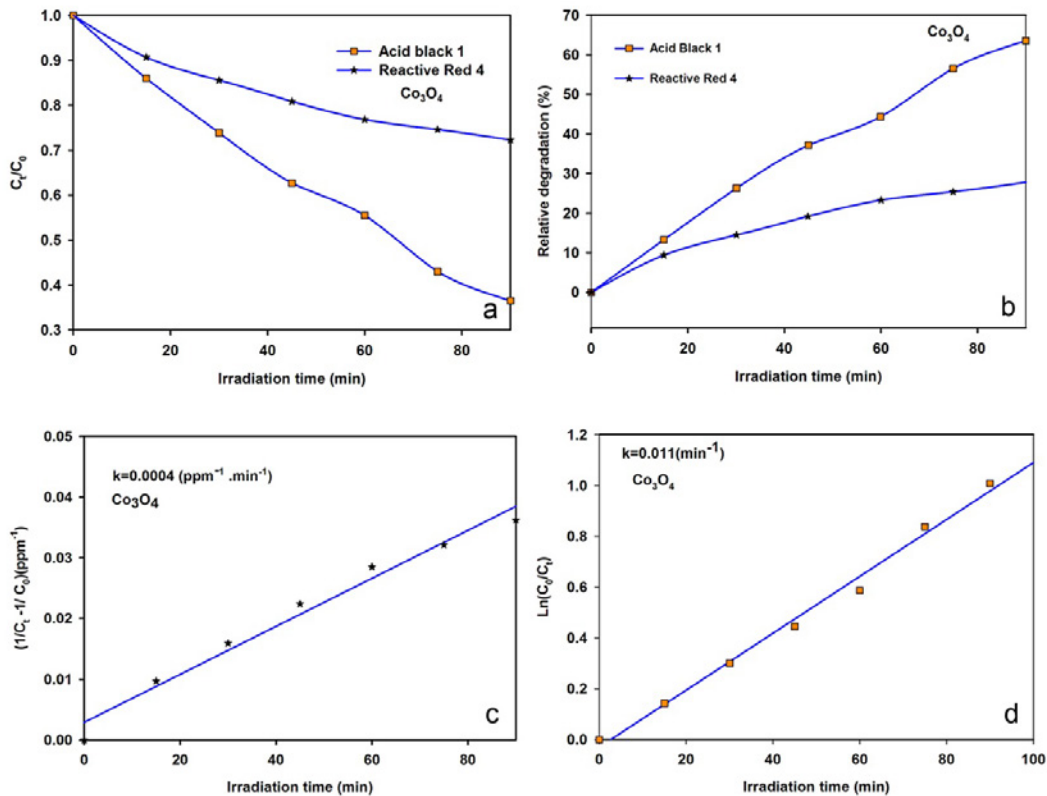 1.0
0.9
0.8
0.7
0.6
0.5
0.4
0.3
Cₜ/C₀
Acid black 1
Reactive Red 4
Co₃O₄
a
0 20 40 60 80
Irradiation time (min)
70
60
50
40
30
20
10
0
Relative degradation (%)
Co₃O₄
Acid Black 1
Reactive Red 4
b
0 20 40 60 80
Irradiation time (min)
0.05
0.04
0.03
0.02
0.01
0.00
(1/Cₜ -1/ C₀)(ppm⁻¹)
k=0.0004 (ppm⁻¹ .min⁻¹)
Co₃O₄
c
0 20 40 60 80
Irradiation time (min)
1.2
1.0
0.8
0.6
0.4
0.2
0.0
Ln(C₀/Cₜ)
k=0.011(min⁻¹)
Co₃O₄
d
0 20 40 60 80 100
Irradiation time (min)